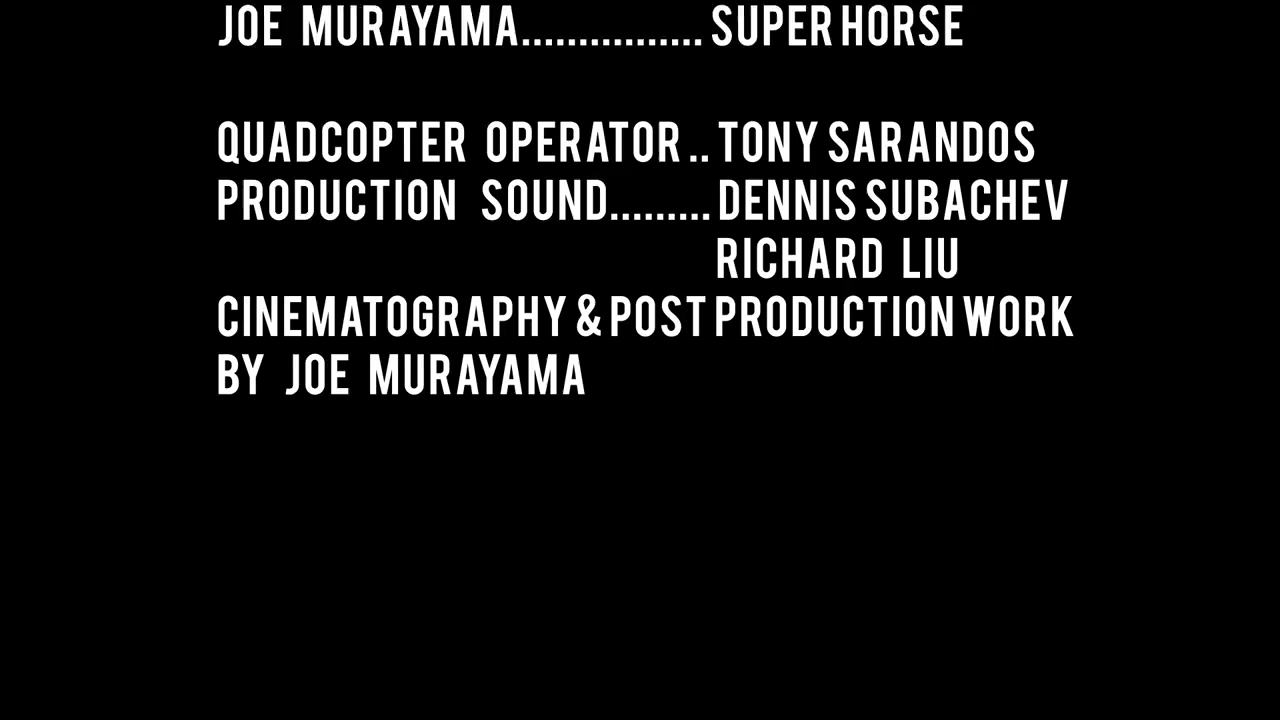 JOE MURAYAMA................ SUPER HORSE
QUADCOPTER OPERATOR .. TONY SARANDOS
PRODUCTION SOUND......... DENNIS SUBACHEV
RICHARD LIU
CINEMATOGRAPHY & POST PRODUCTION WORK
BY JOE MURAYAMA